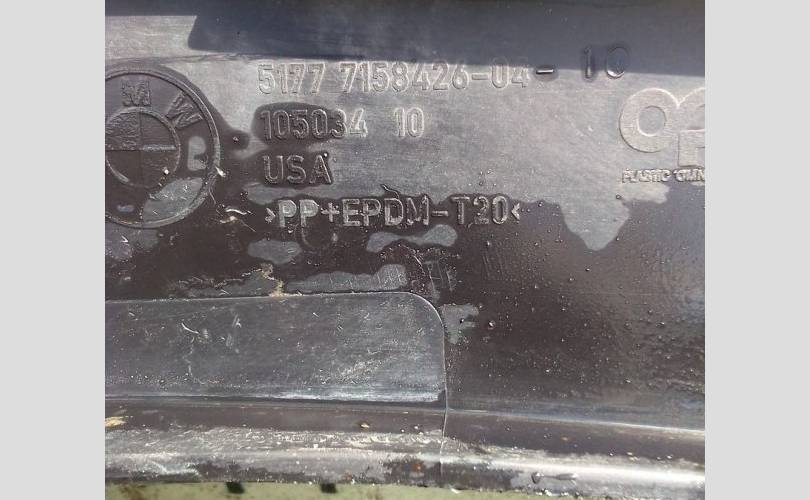 BMW
5177 7158426-04-10
105034 10
USA
>PP+EPDM-T20<
PLASTIC OMN